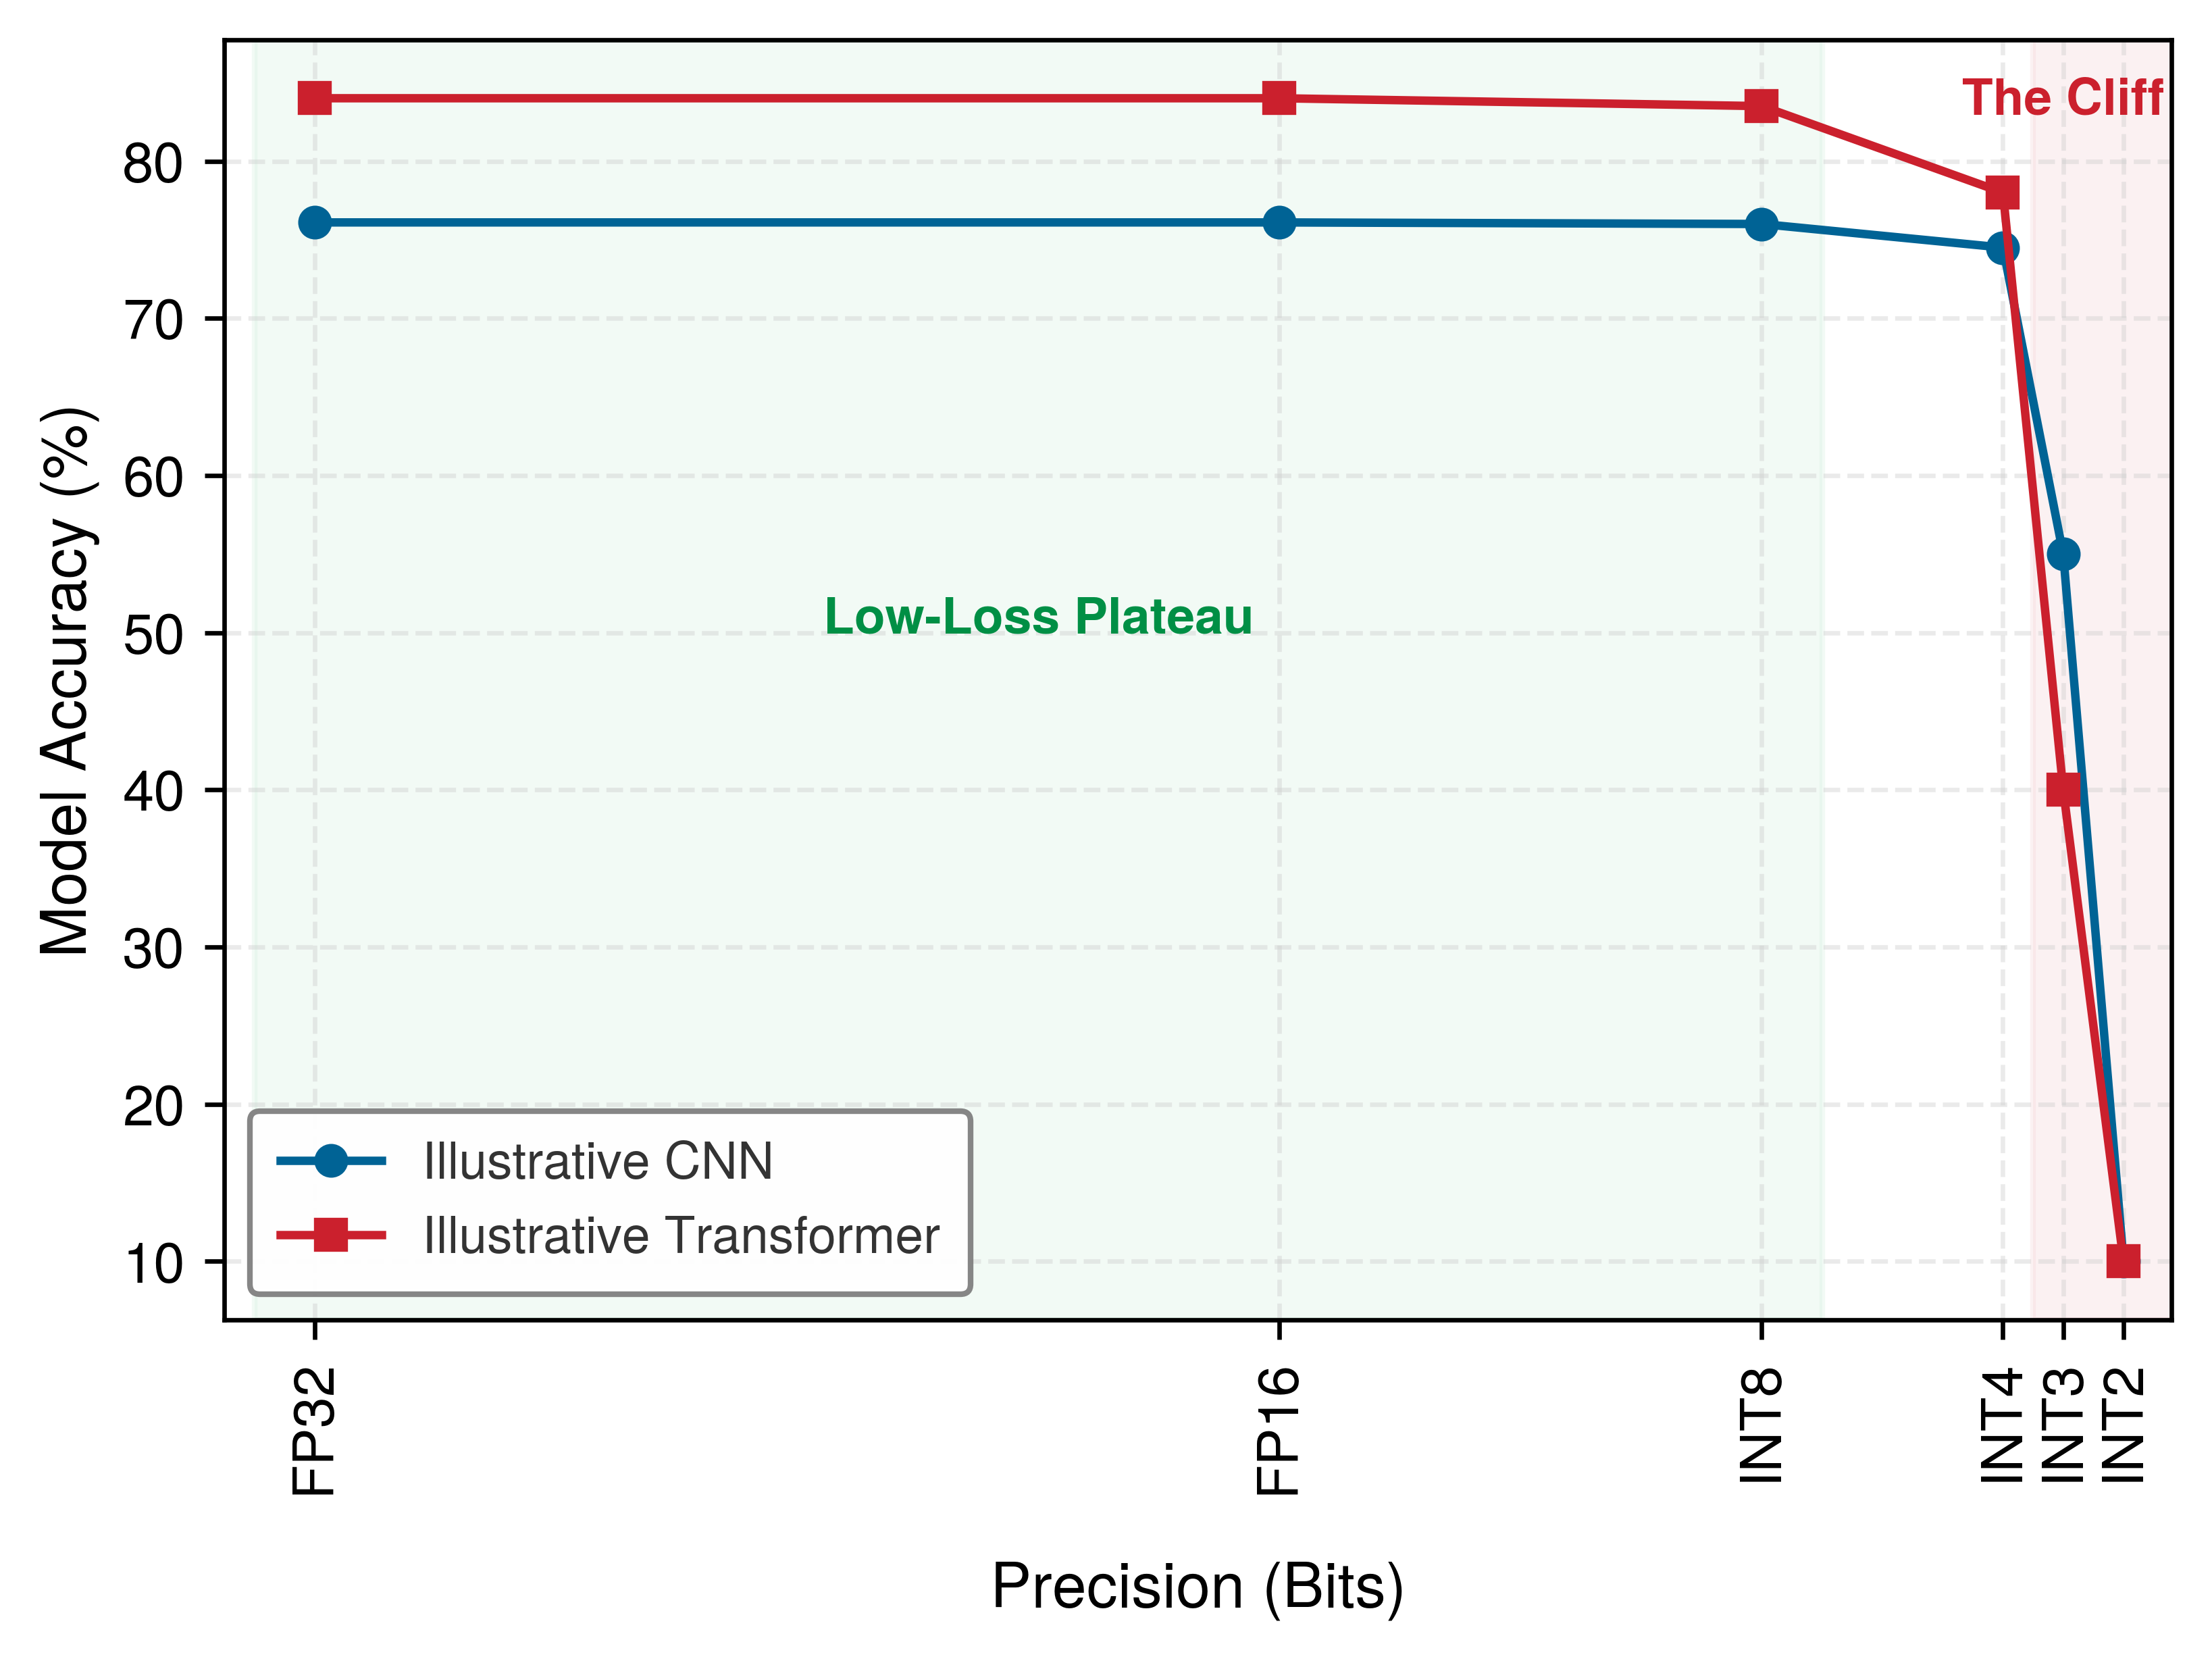 The Cliff
80
70
60
50
40
30
20
10
Model Accuracy (%)
Low-Loss Plateau
Illustrative CNN
Illustrative Transformer
FP32
FP16
INT8
INT4
INT3
INT2
Precision (Bits)